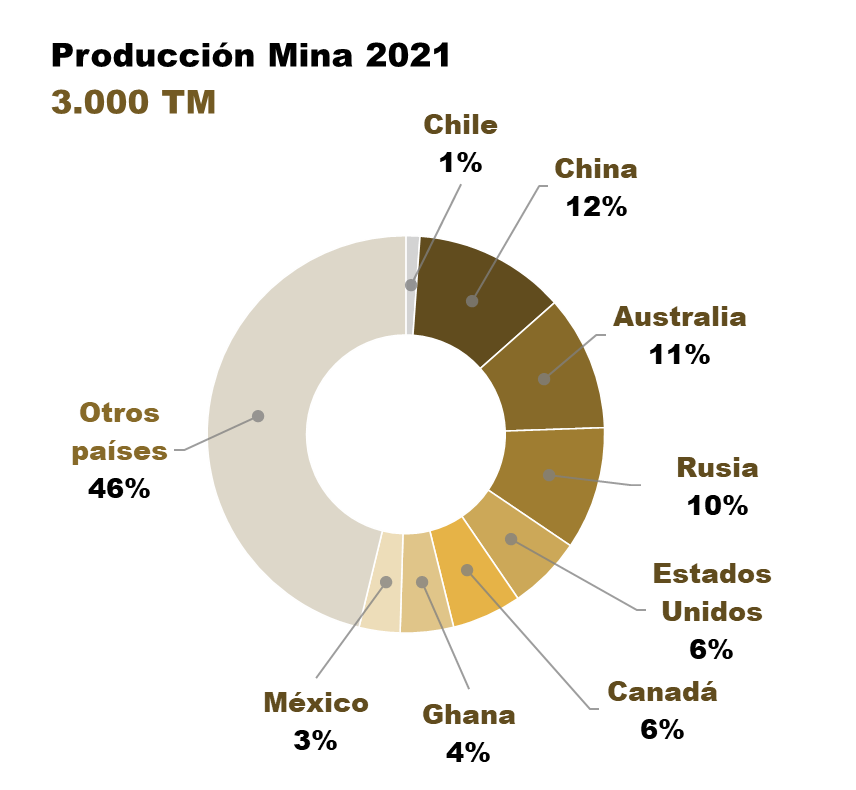 Producción Mina 2021
3.000 TM
Chile
1%
China
12%
Australia
11%
Rusia
10%
Estados
Unidos
6%
Canadá
6%
Ghana
4%
México
3%
Otros
países
46%